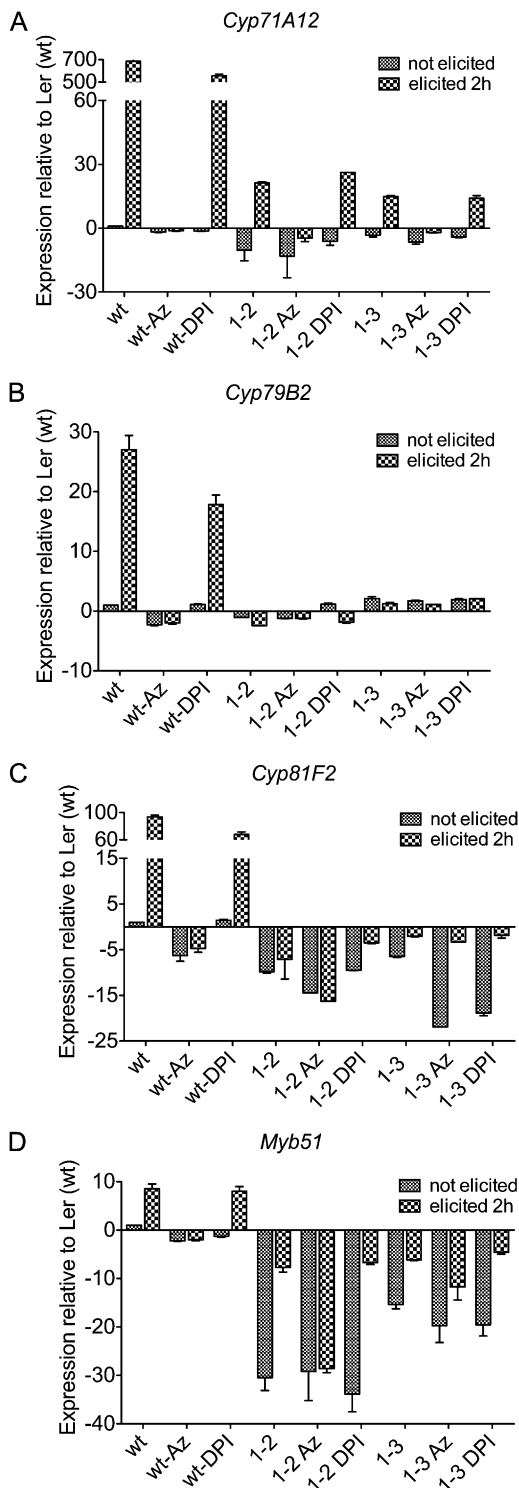 A
Cyp71A12
Expression relative to Ler (wt)
700
500
60
30
0
-30
not elicited
elicited 2h
wt
wt-Az
wt-DPI
1-2
1-2 Az
1-2 DPI
1-3
1-3 Az
1-3 DPI
B
Cyp79B2
Expression relative to Ler (wt)
30
20
10
0
-10
not elicited
elicited 2h
wt
wt-Az
wt-DPI
1-2
1-2 Az
1-2 DPI
1-3
1-3 Az
1-3 DPI
C
Cyp81F2
Expression relative to Ler (wt)
100
60
15
5
-5
-15
-25
not elicited
elicited 2h
wt
wt-Az
wt-DPI
1-2
1-2 Az
1-2 DPI
1-3
1-3 Az
1-3 DPI
D
Myb51
Expression relative to Ler (wt)
10
0
-10
-20
-30
-40
not elicited
elicited 2h
wt
wt-Az
wt-DPI
1-2
1-2 Az
1-2 DPI
1-3
1-3 Az
1-3 DPI